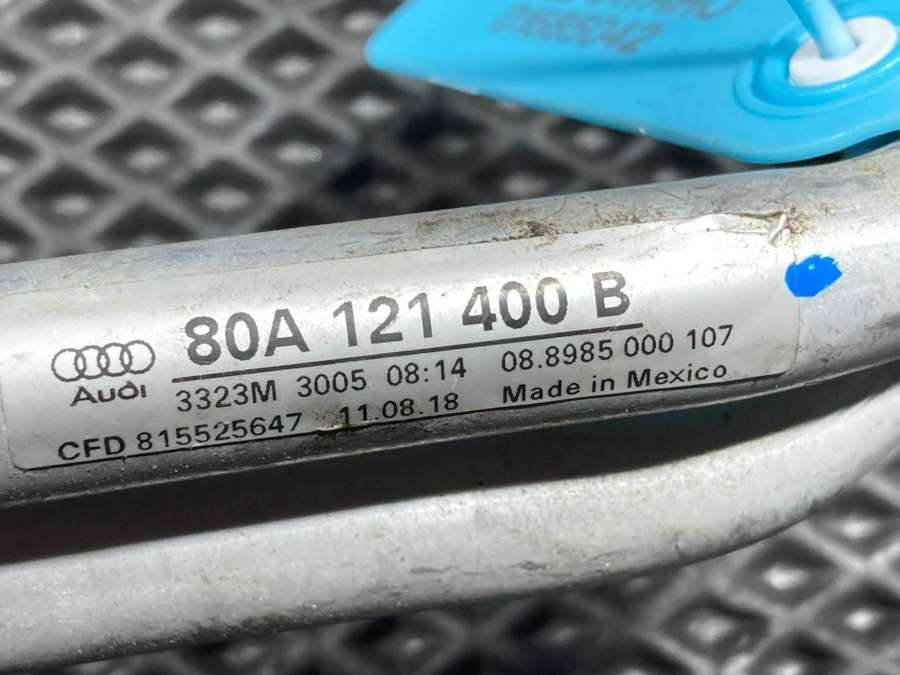 01685042
80A 121 400 B
Audi
3323M 3005 08:14 08.8985 000 107
CFD 815525647 11.08.18 Made in Mexico